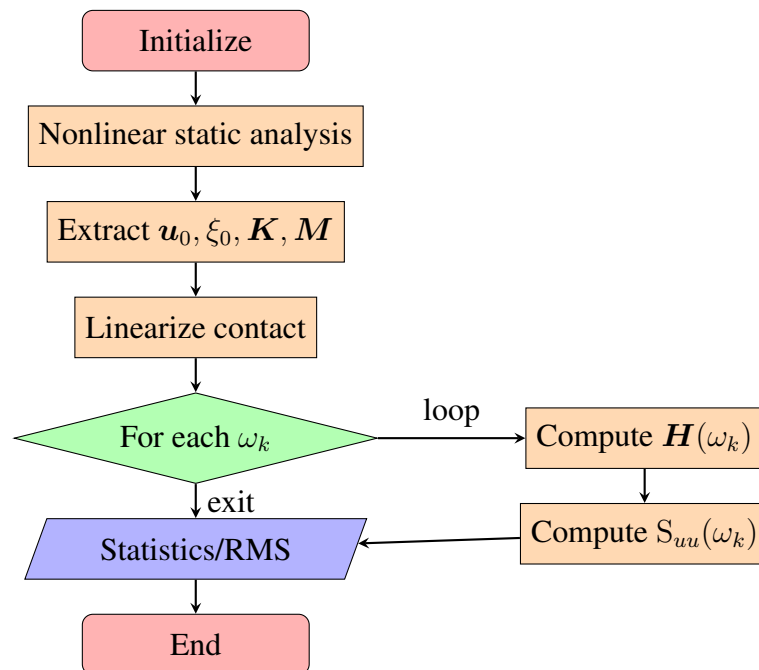 Initialize
Nonlinear static analysis
Extract 𝒖₀, ξ₀, 𝑲, 𝑴
Linearize contact
For each ωₖ
loop
Compute 𝑯(ωₖ)
exit
Compute Sᵤᵤ(ωₖ)
Statistics/RMS
End